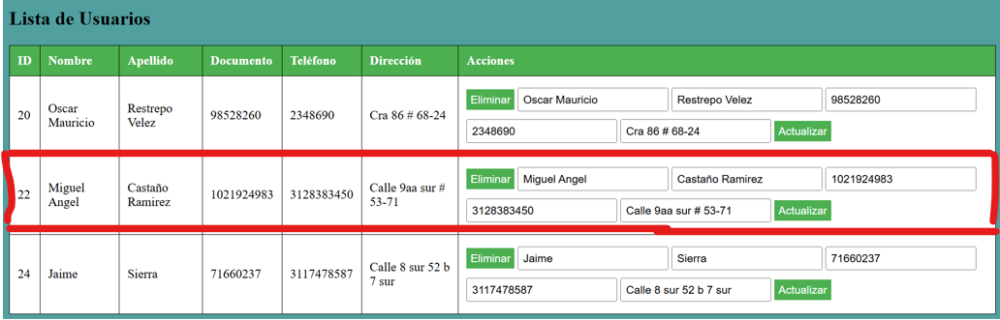 Lista de Usuarios
ID Nombre Apellido Documento Teléfono Dirección Acciones
20 Oscar Mauricio Restrepo Velez 98528260 2348690 Cra 86 # 68-24 Eliminar Oscar Mauricio Restrepo Velez 98528260
2348690 Cra 86 # 68-24 Actualizar
22 Miguel Angel Castaño Ramirez 1021924983 3128383450 Calle 9aa sur # 53-71 Eliminar Miguel Angel Castaño Ramirez 1021924983
3128383450 Calle 9aa sur # 53-71 Actualizar
24 Jaime Sierra 71660237 3117478587 Calle 8 sur 52 b 7 sur Eliminar Jaime Sierra 71660237
3117478587 Calle 8 sur 52 b 7 sur Actualizar